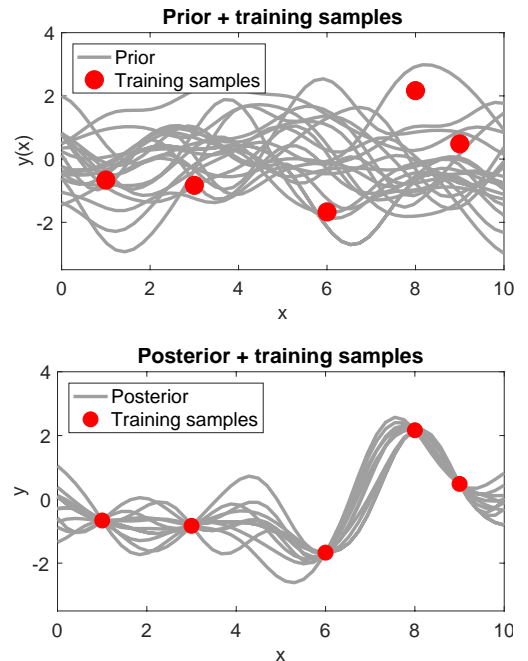 Prior + training samples
4
2
0
-2
y(x)
Prior
Training samples
0 2 4 6 8 10
x
Posterior + training samples
4
2
0
-2
y
Posterior
Training samples
0 2 4 6 8 10
x